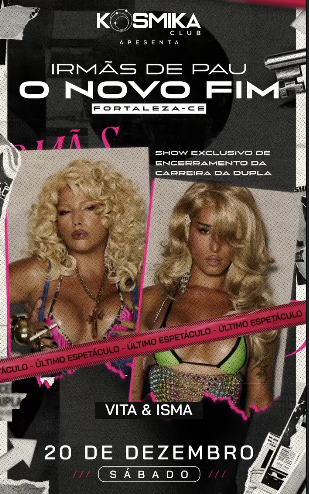 KOSMIKA
CLUB
APRESENTA
IRMÃS DE PAU
O NOVO FIM
FORTALEZA-CE
SHOW EXCLUSIVO DE
ENCERRAMENTO DA
CARREIRA DA DUPLA
ÚLTIMO ESPETÁCULO - ÚLTIMO ESPETÁCULO - ÚLTIMO ESPETÁCULO
VITA & ISMA
20 DE DEZEMBRO
/// SÁBADO ///